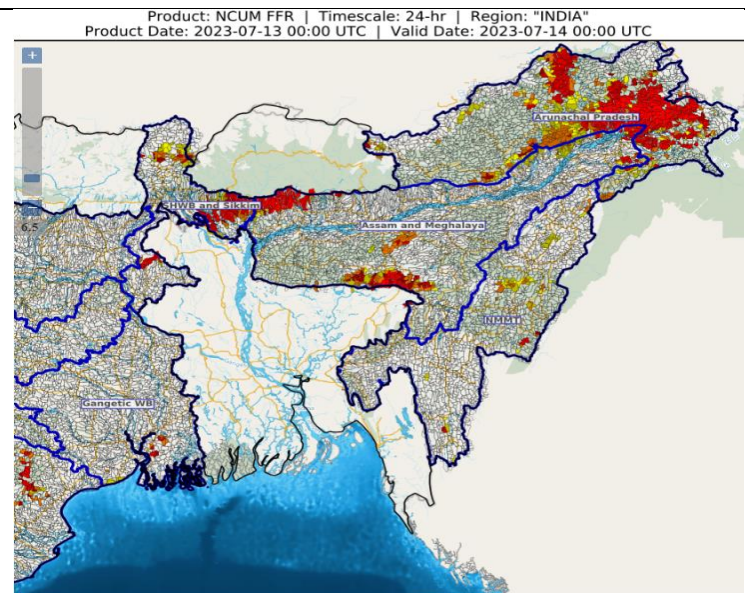 Product: NCUM FFR | Timescale: 24-hr | Region: "INDIA"
Product Date: 2023-07-13 00:00 UTC | Valid Date: 2023-07-14 00:00 UTC
+
6.5
Arunachal Pradesh
SHWB and Sikkim
Assam and Meghalaya
NMMT
Gangetic WB